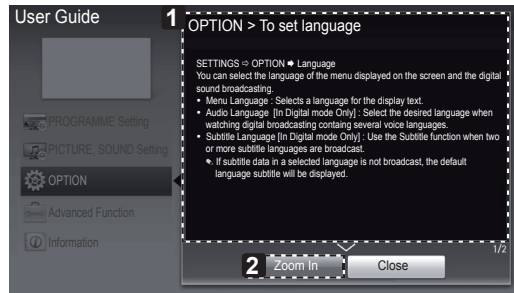 User Guide
1
OPTION > To set language
SETTINGS ⇨ OPTION ➡ Language
You can select the language of the menu displayed on the screen and the digital
sound broadcasting.
• Menu Language : Selects a language for the display text.
• Audio Language [In Digital mode Only] : Select the desired language when
watching digital broadcasting containg several voice languages.
• Subtitle Language [In Digital mode Only] : Use the Subtitle function when two
or more subtitle languages are broadcast.
If subtitle data in a selected language is not broadcast, the default
language subtitle will be displayed.
PROGRAMME Setting
PICTURE, SOUND Setting
OPTION
Advanced Function
Information
1/2
2
Zoom In
Close